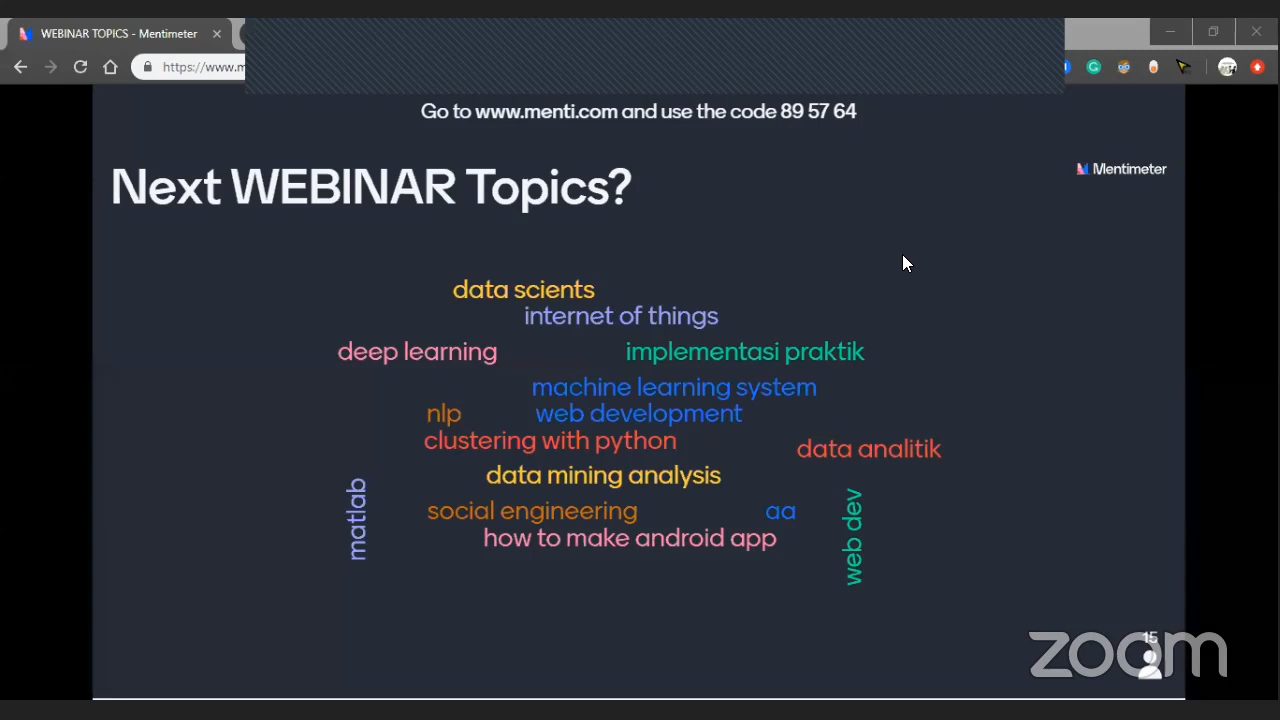 WEBINAR TOPICS - Mentimeter
https://www.m
Go to www.menti.com and use the code 89 57 64
Next WEBINAR Topics?
Mentimeter
data scients
internet of things
deep learning
implementasi praktik
machine learning system
nlp
web development
clustering with python
data analitik
data mining analysis
matlab
social engineering
aa
web dev
how to make android app
15
zoom